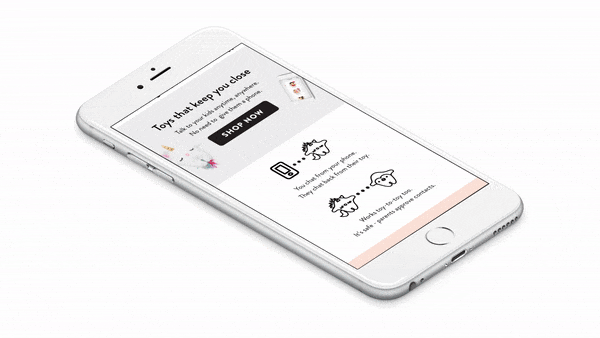 Toys that keep you close
Talk to your kids anytime, anywhere.
No need to give them a phone.
SHOP NOW
You chat from your phone.
They chat back from their toy.
Works toy-to-toy too.
It's safe - parents approve contacts.